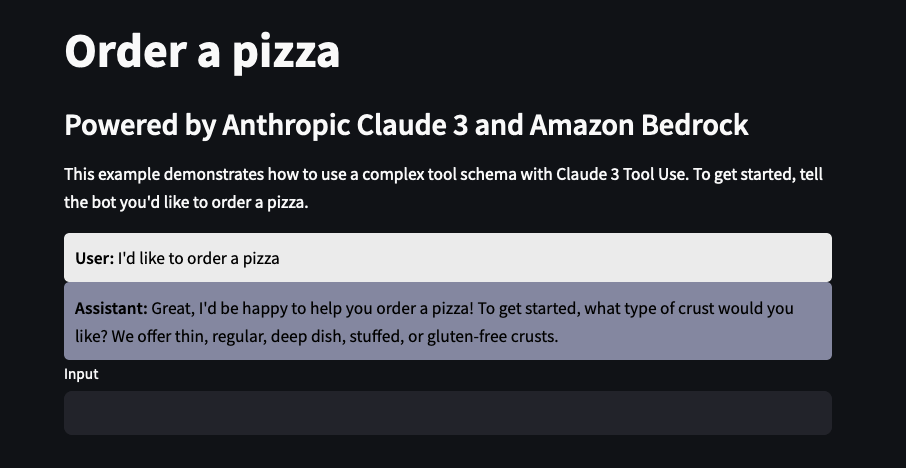 Order a pizza
Powered by Anthropic Claude 3 and Amazon Bedrock
This example demonstrates how to use a complex tool schema with Claude 3 Tool Use. To get started, tell
the bot you'd like to order a pizza.
User: I'd like to order a pizza
Assistant: Great, I'd be happy to help you order a pizza! To get started, what type of crust would you
like? We offer thin, regular, deep dish, stuffed, or gluten-free crusts.
Input